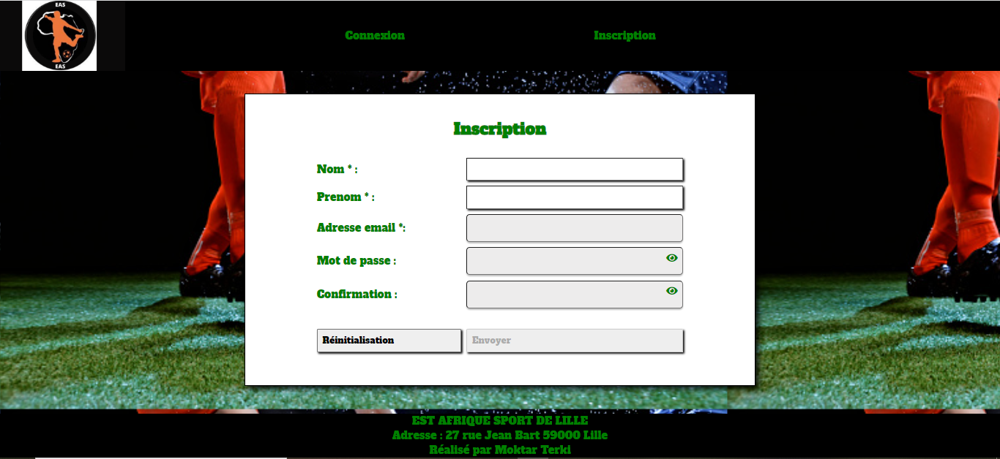 EAS
EAS
Connexion
Inscription
Inscription
Nom * :
Prenom * :
Adresse email *:
Mot de passe :
Confirmation :
Réinitialisation
Envoyer
EST AFRIQUE SPORT DE LILLE
Adresse : 27 rue Jean Bart 59000 Lille
Réalisé par Moktar Terki